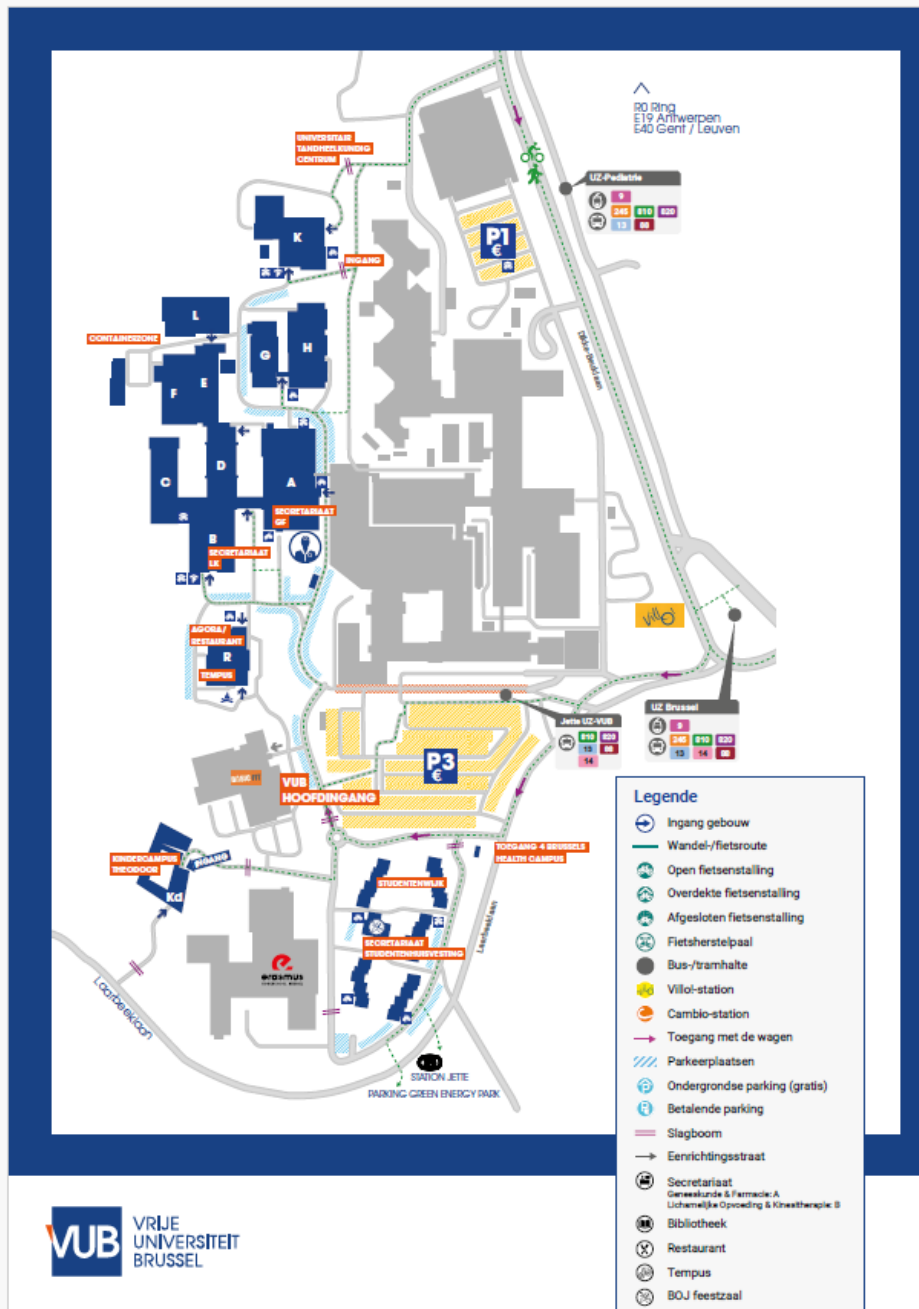 R0 Ring
E19 Antwerpen
E40 Gent / Leuven
UNIVERSITAIR
TANDHEELKUNDIG
CENTRUM
UZ-Pediatrie
9
245 810 820
13 88
P1
€
K
INGANG
L
CONTAINERZONE
G
H
E
F
Dikke-Beuklaan
D
C
A
SECRETARIAAT
GF
B
SECRETARIAAT
LK
Villo!
AGORA/
RESTAURANT
R
TEMPUS
Jette UZ-VUB
810 820
13 88
14
UZ Brussel
9
245 810 820
13 14 88
P3
€
VUB
HOOFDINGANG
KINDERCAMPUS
THEODOOR
INGANG
Kd
TOEGANG 4 BRUSSELS
HEALTH CAMPUS
STUDENTENWIJK
SECRETARIAAT
STUDENTENHUISVESTING
Laarbeeklaan
erasmus
Laarbeeklaan
STATION JETTE
PARKING GREEN ENERGY PARK
Legende
Ingang gebouw
Wandel-/fietsroute
Open fietsenstalling
Overdekte fietsenstalling
Afgesloten fietsenstalling
Fietsherstelpaal
Bus-/tramhalte
Villo!-station
Cambio-station
Toegang met de wagen
Parkeerplaatsen
Ondergrondse parking (gratis)
Betalende parking
Slagboom
Eenrichtingsstraat
Secretariaat
Geneeskunde & Farmacie: A
Lichamelijke Opvoeding & Kinesitherapie: B
Bibliotheek
Restaurant
Tempus
BOJ feestzaal
VUB
VRIJE
UNIVERSITEIT
BRUSSEL